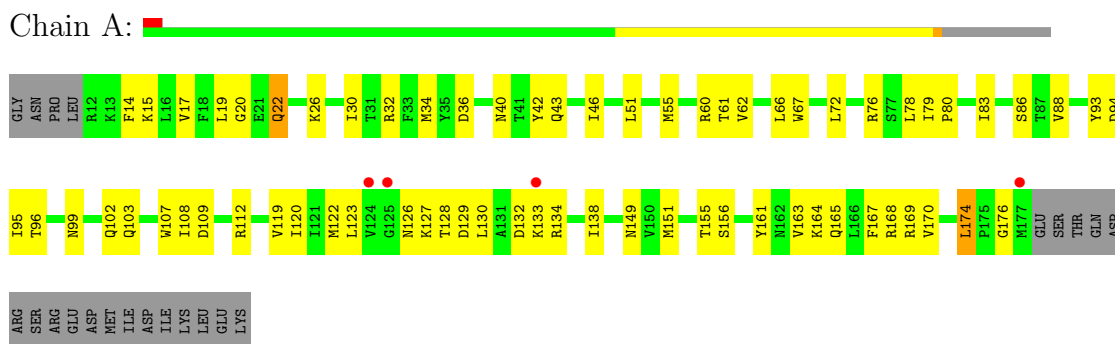 Chain A:
GLY ASN PRO LEU R12 K13 F14 K15 L16 V17 F18 L19 G20 E21 Q22 K26 I30 T31 R32 F33 M34 Y35 D36 N40 T41 Y42 Q43 I46 L51 M55 R60 T61 V62 L66 W67 L72 R76 S77 L78 I79 P80 I83 S86 T87 V88 Y93 D94
I95 T96 N99 Q102 Q103 W107 I108 D109 R112 V119 I120 I121 M122 L123 V124 G125 N126 K127 T128 D129 L130 A131 D132 K133 R134 I138 N149 V150 M151 T155 S156 Y161 N162 V163 K164 Q165 L166 F167 R168 R169 V170 L174 P175 G176 M177 GLU SER THR GLN ASP
ARG SER ARG GLU ASP MET ILE ASP ILE LYS LEU GLU LYS